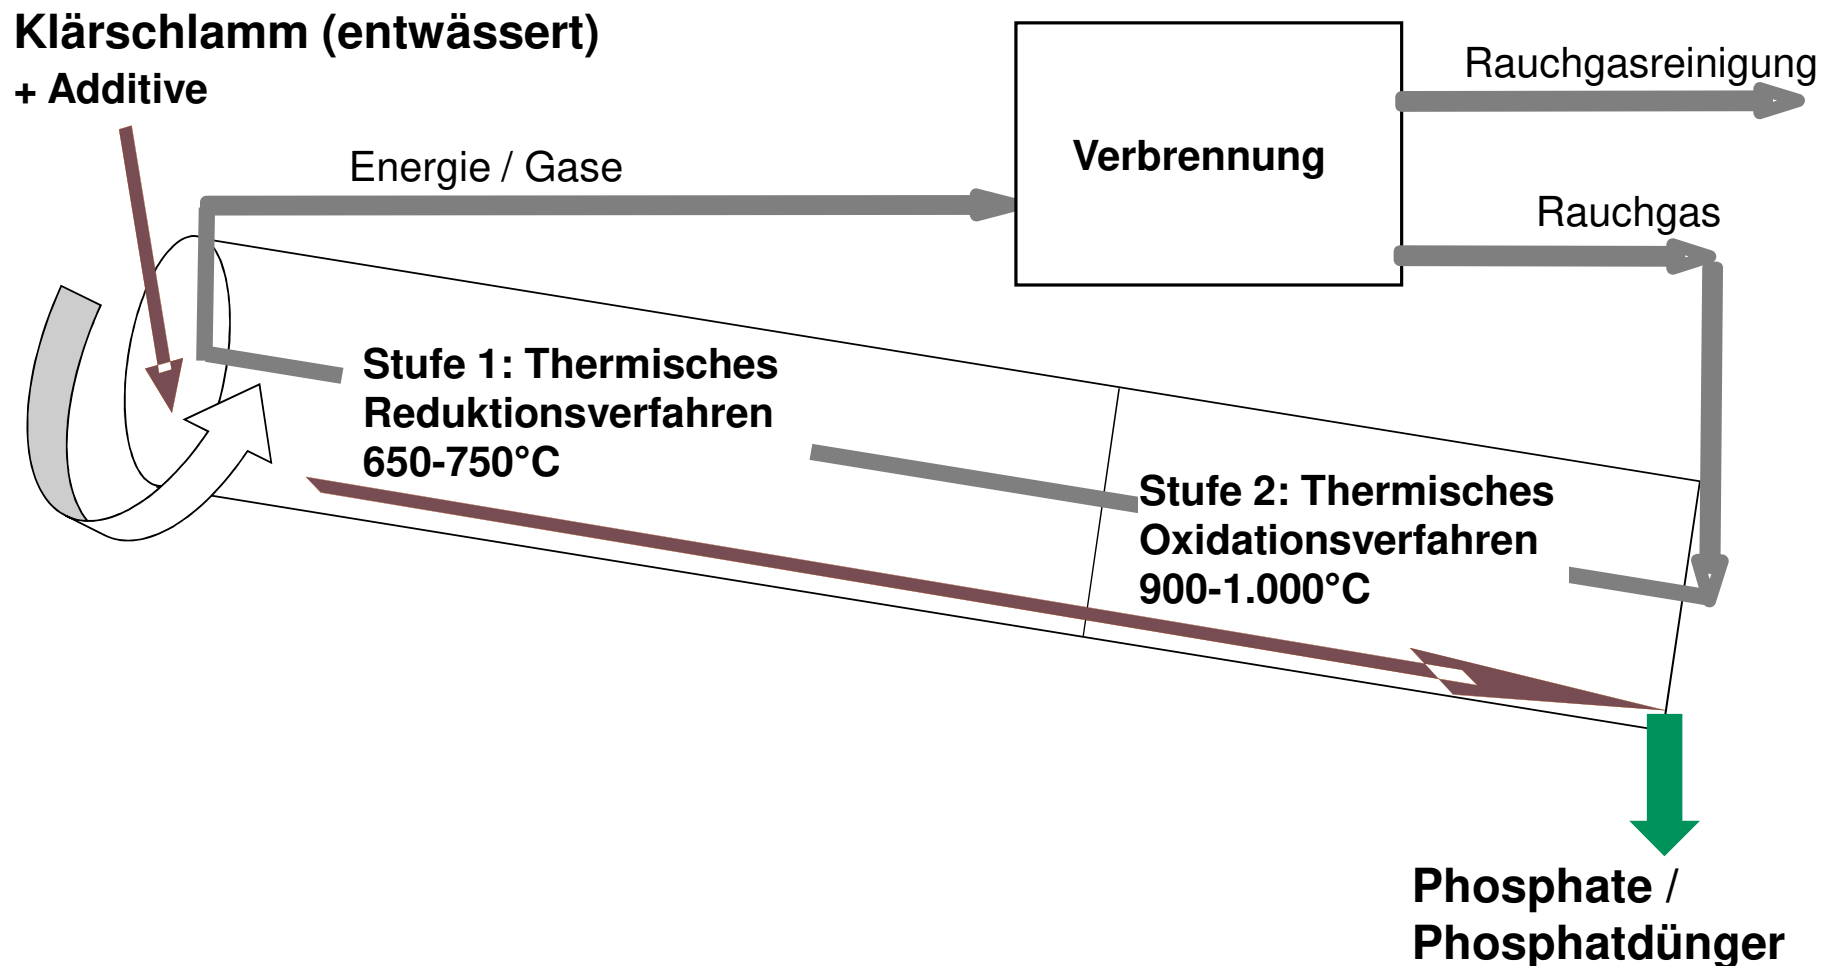 Klärschlamm (entwässert)
+ Additive
Energie / Gase
Verbrennung
Rauchgasreinigung
Rauchgas
Stufe 1: Thermisches
Reduktionsverfahren
650-750°C
Stufe 2: Thermisches
Oxidationsverfahren
900-1.000°C
Phosphate /
Phosphatdünger